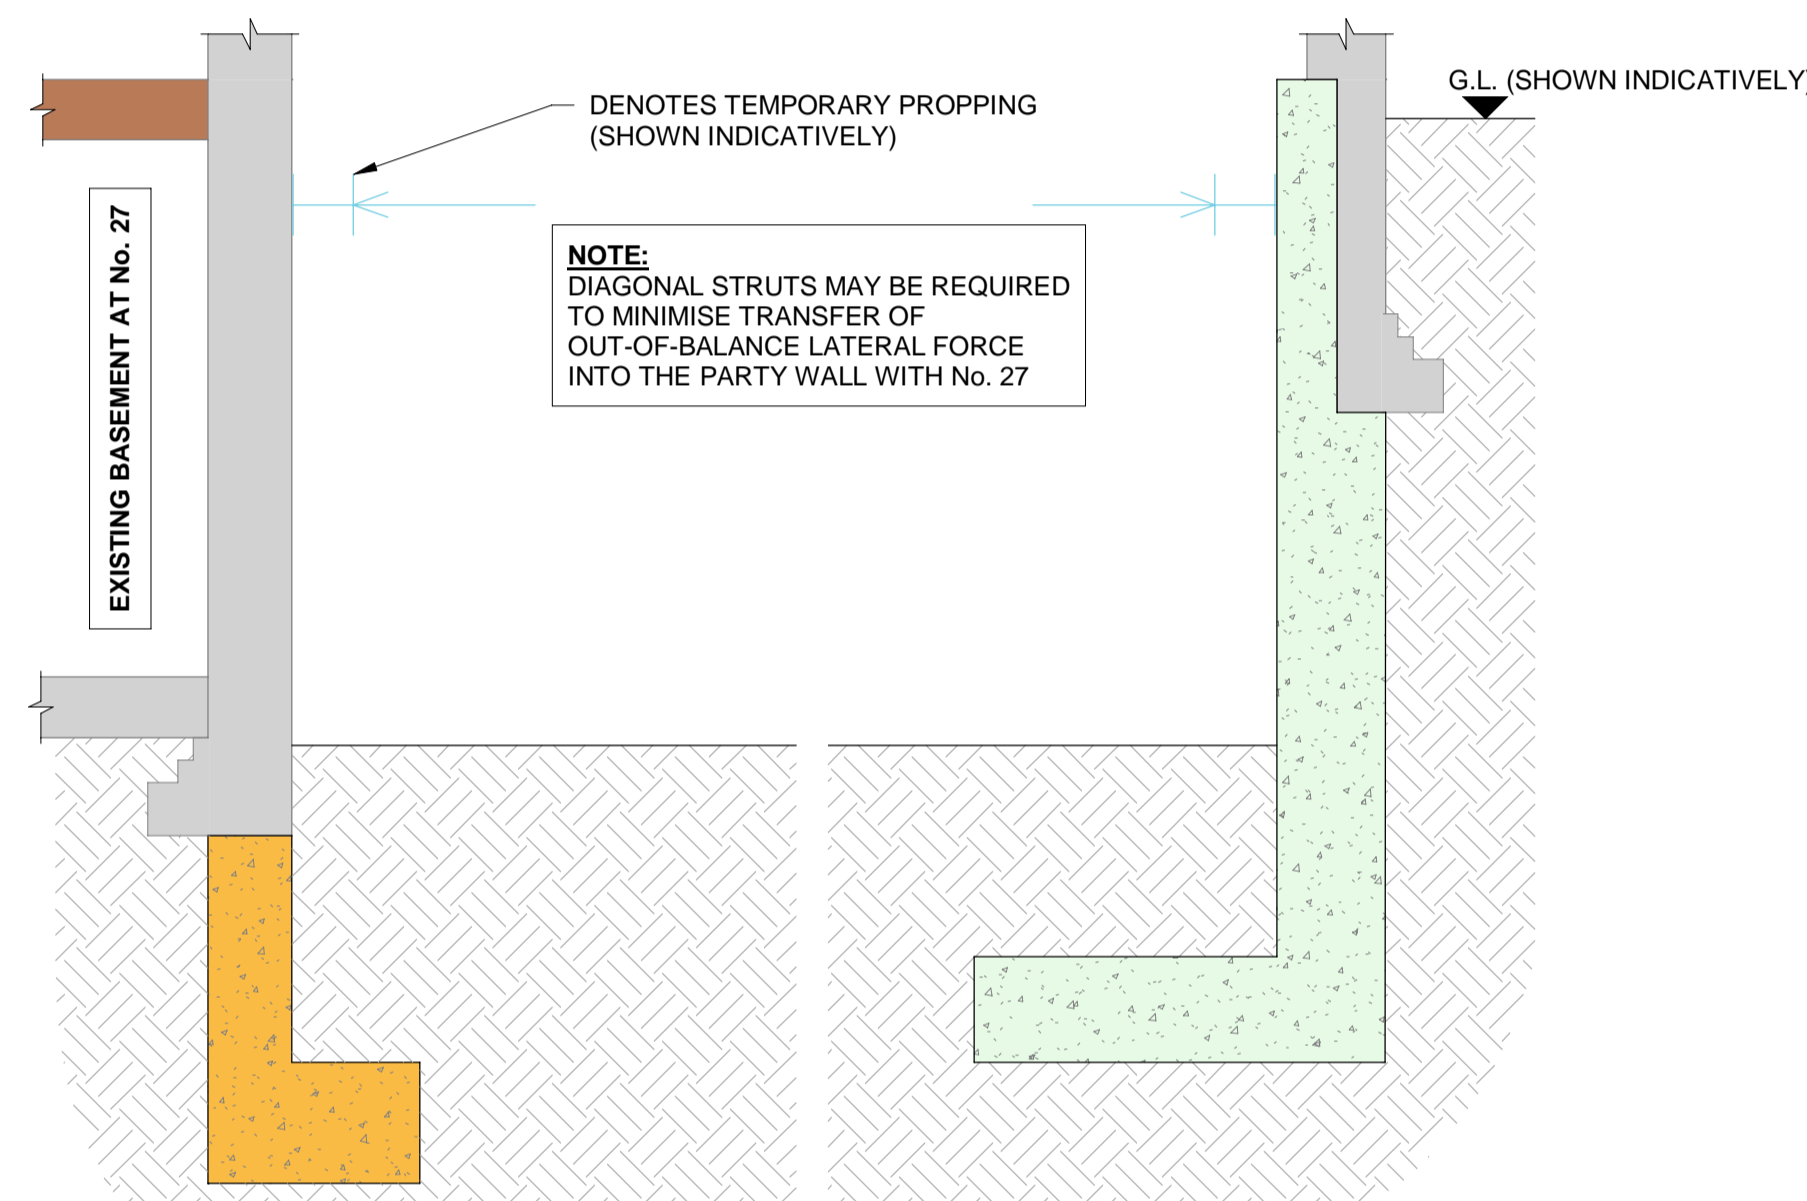 G.L. (SHOWN INDICATIVELY)
DENOTES TEMPORARY PROPPING
(SHOWN INDICATIVELY)
NOTE:
DIAGONAL STRUTS MAY BE REQUIRED
TO MINIMISE TRANSFER OF
OUT-OF-BALANCE LATERAL FORCE
INTO THE PARTY WALL WITH No. 27
EXISTING BASEMENT AT No. 27